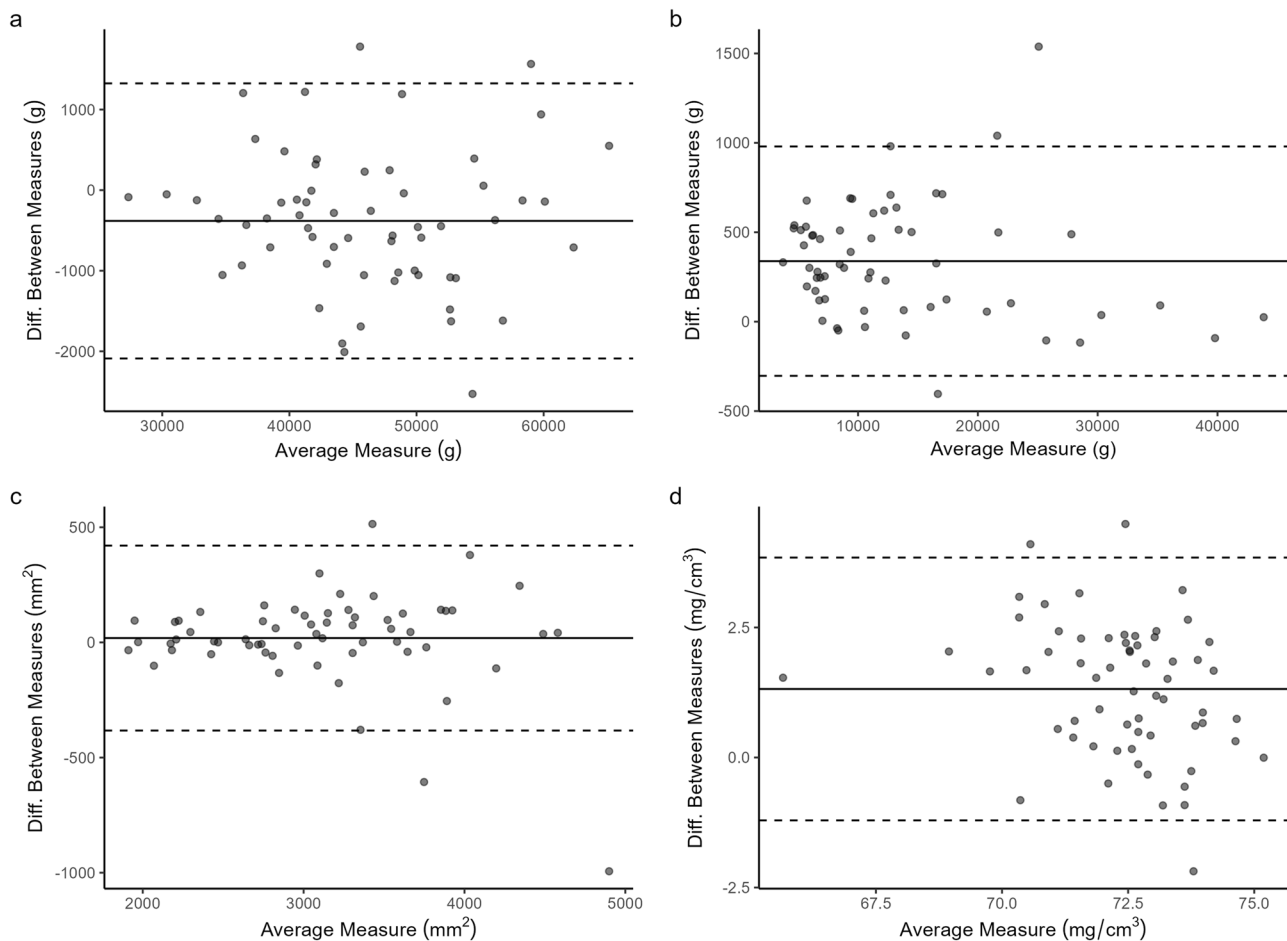 a
Diff. Between Measures (g)
1000
0
-1000
-2000
30000 40000 50000 60000
Average Measure (g)
b
Diff. Between Measures (g)
1500
1000
500
0
-500
10000 20000 30000 40000
Average Measure (g)
c
Diff. Between Measures (mm²)
500
0
-500
-1000
2000 3000 4000 5000
Average Measure (mm²)
d
Diff. Between Measures (mg/cm³)
2.5
0.0
-2.5
67.5 70.0 72.5 75.0
Average Measure (mg/cm³)